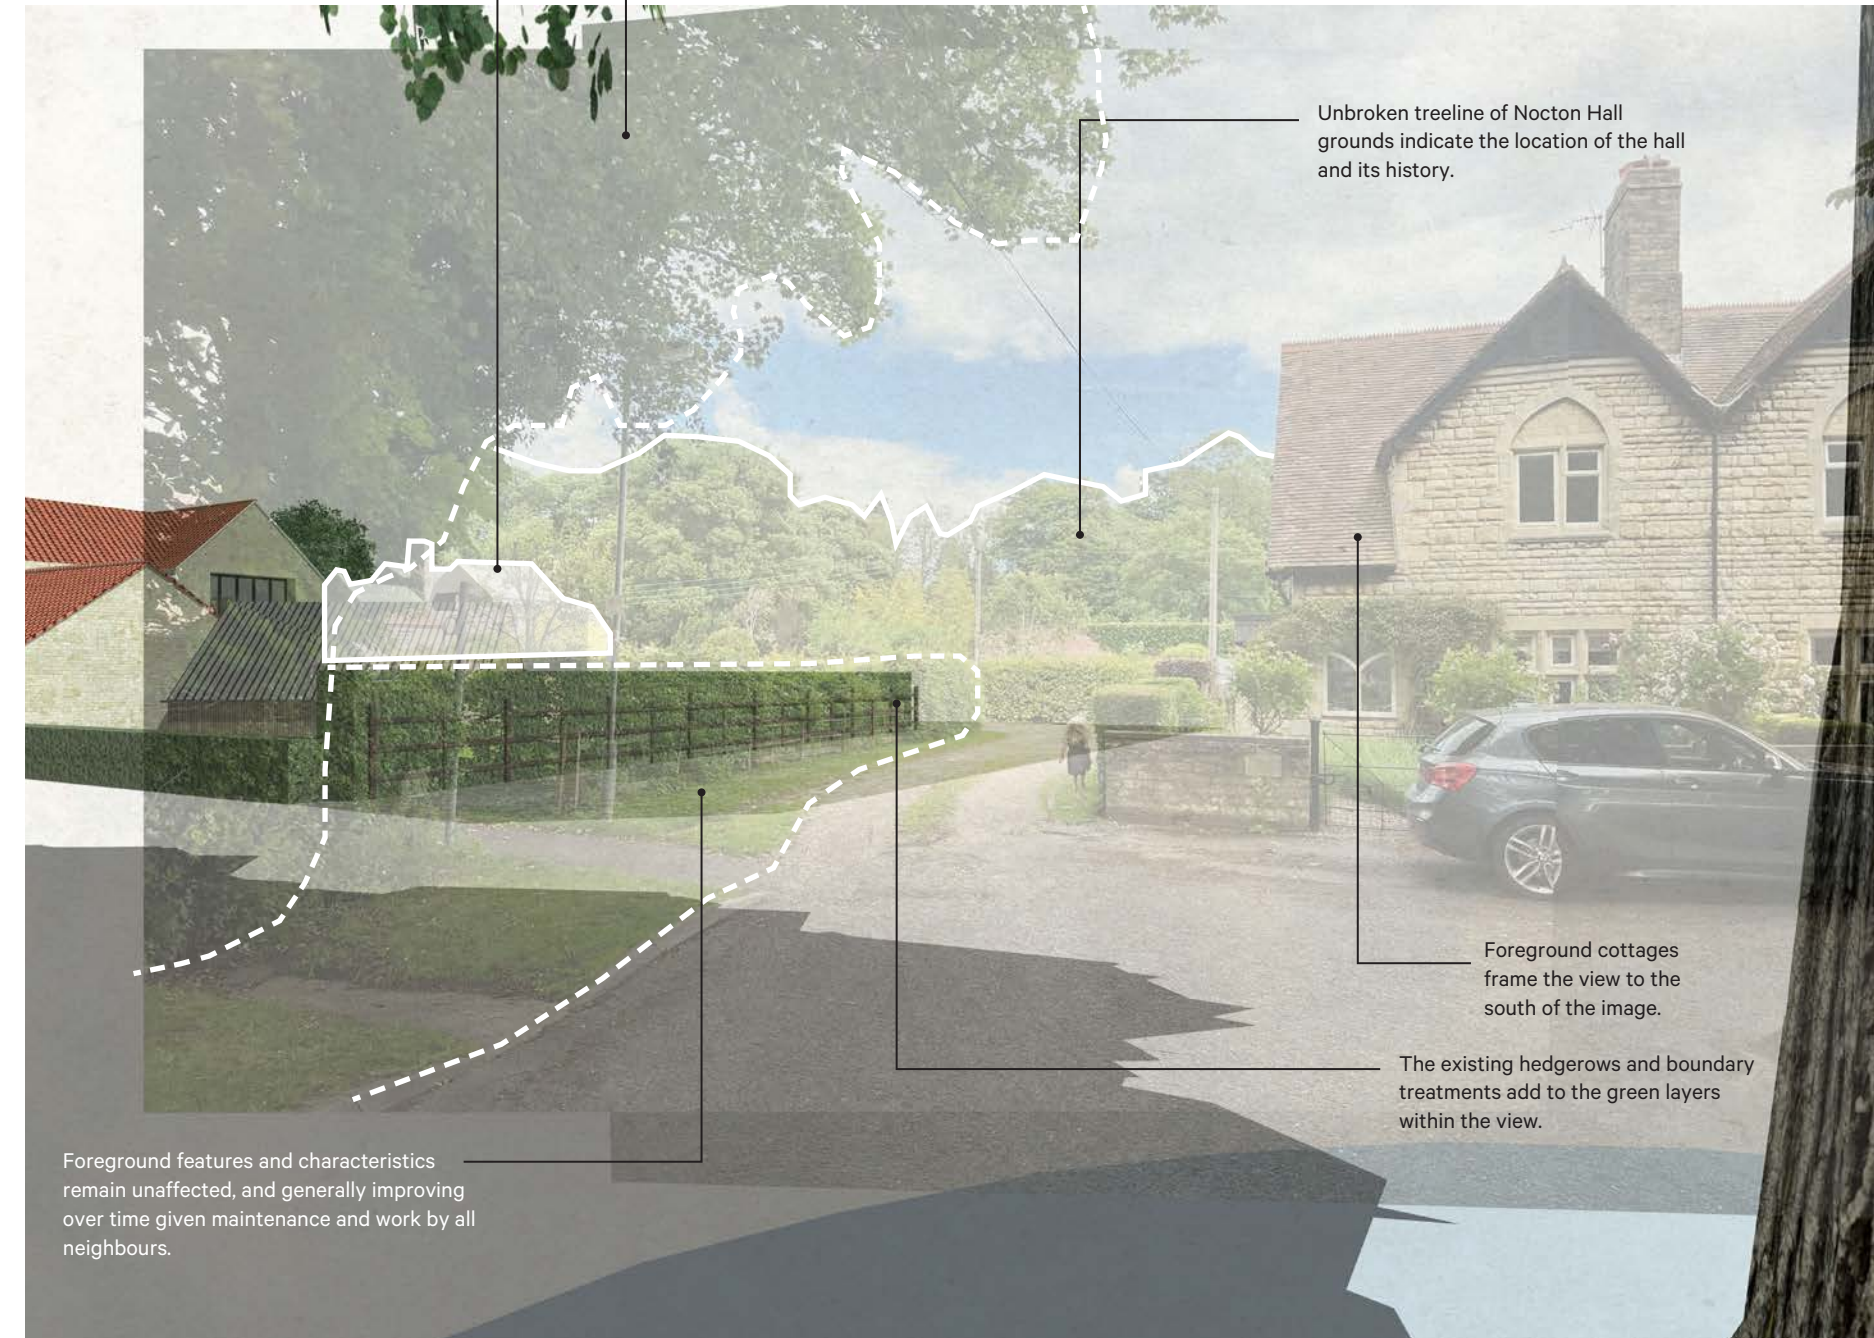 Unbroken treeline of Nocton Hall
grounds indicate the location of the hall
and its history.
Foreground cottages
frame the view to the
south of the image.
The existing hedgerows and boundary
treatments add to the green layers
within the view.
Foreground features and characteristics
remain unaffected, and generally improving
over time given maintenance and work by all
neighbours.